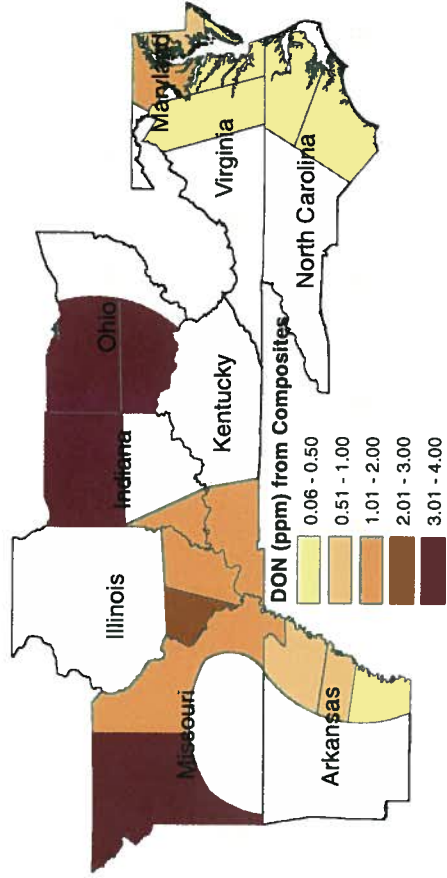 Maryland
Virginia
North Carolina
Ohio
Indiana
Kentucky
Illinois
Missouri
Arkansas
DON (ppm) from Composites
0.06 - 0.50
0.51 - 1.00
1.01 - 2.00
2.01 - 3.00
3.01 - 4.00